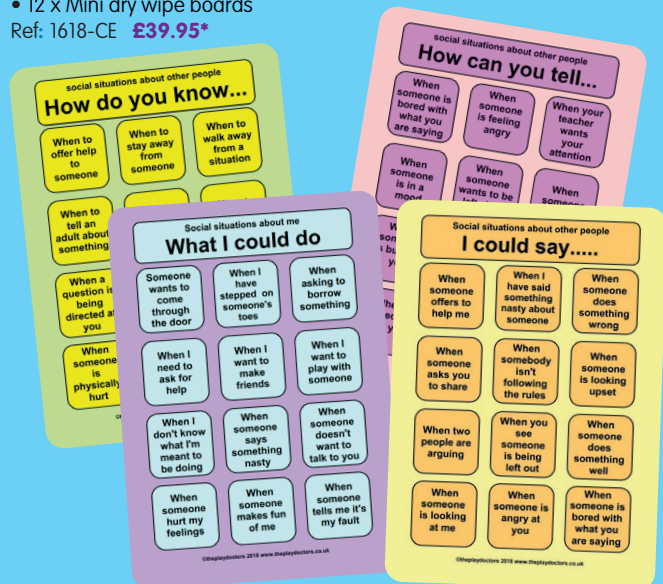 • 12 x Mini dry wipe boards
Ref: 1618-CE £39.95*
social situations about other people
How do you know...
When to
offer help
to
someone
When to
stay away
from
someone
When to
walk away
from a
situation
When to
tell an
adult about
something
When a
question is
being
directed at
you
When
someone
is
physically
hurt
social situations about other people
How can you tell...
When
someone is
bored with
what you
are saying
When
someone
is feeling
angry
When your
teacher
wants
your
attention
When
someone
is in a
mood
When
someone
wants to be
When
Social situations about me
What I could do
Someone
wants to
come
through
the door
When I
have
stepped on
someone's
toes
When
asking to
borrow
something
When I
need to
ask for
help
When I
want to
make
friends
When I
want to
play with
someone
When I
don't know
what I'm
meant to
be doing
When
someone
says
something
nasty
When
someone
doesn't
want to
talk to you
When
someone
hurt my
feelings
When
someone
makes fun
of me
When
someone
tells me it's
my fault
©theplaydoctors 2018 www.theplaydoctors.co.uk
Social situations about other people
I could say.....
When
someone
offers to
help me
When I
have said
something
nasty about
someone
When
someone
does
something
wrong
When
someone
asks you
to share
When
somebody
isn't
following
the rules
When
someone
is looking
upset
When two
people are
arguing
When you
see
someone
is being
left out
When
someone
does
something
well
When
someone
is looking
at me
When
someone is
angry at
you
When
someone is
bored with
what you
are saying
©theplaydoctors 2018 www.theplaydoctors.co.uk